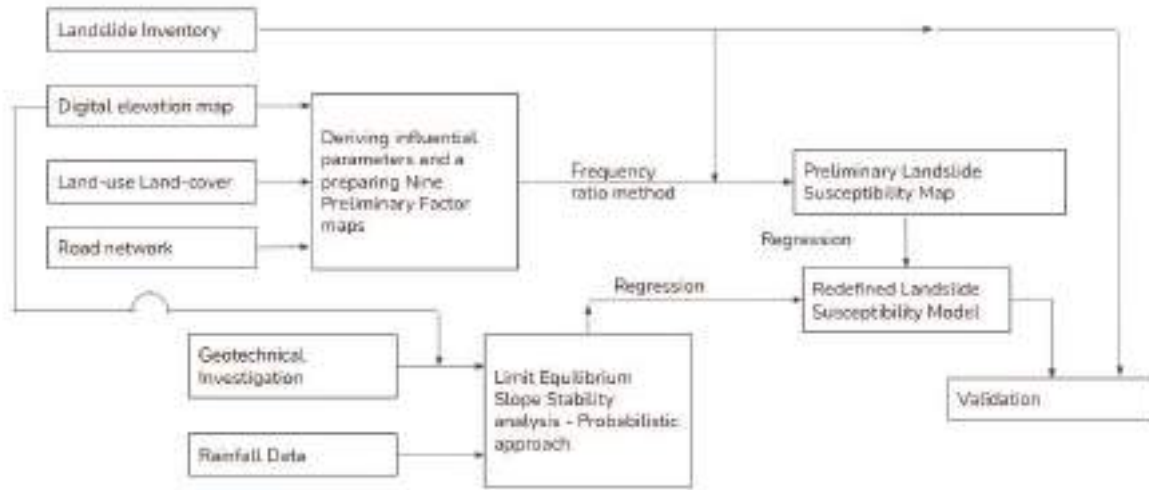 Landslide Inventory
Digital elevation map
Land-use Land-cover
Road network
Deriving influential
parameters and a
preparing Nine
Preliminary Factor
maps
Frequency
ratio method
Preliminary Landslide
Susceptibility Map
Regression
Regression
Redefined Landslide
Susceptibility Model
Geotechnical
Investigation
Rainfall Data
Limit Equilibrium
Slope Stability
analysis - Probabilistic
approach
Validation